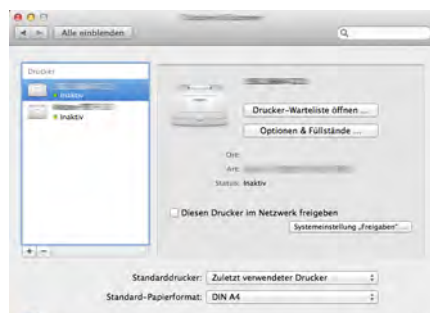 Alle einblenden
Drucker
Inaktiv
Inaktiv
Drucker-Warteliste öffnen ...
Optionen & Füllstände ...
Ort:
Art:
Status: Inaktiv
Diesen Drucker im Netzwerk freigeben
Systemeinstellung „Freigaben“ ...
Standarddrucker: Zuletzt verwendeter Drucker
Standard-Papierformat: DIN A4